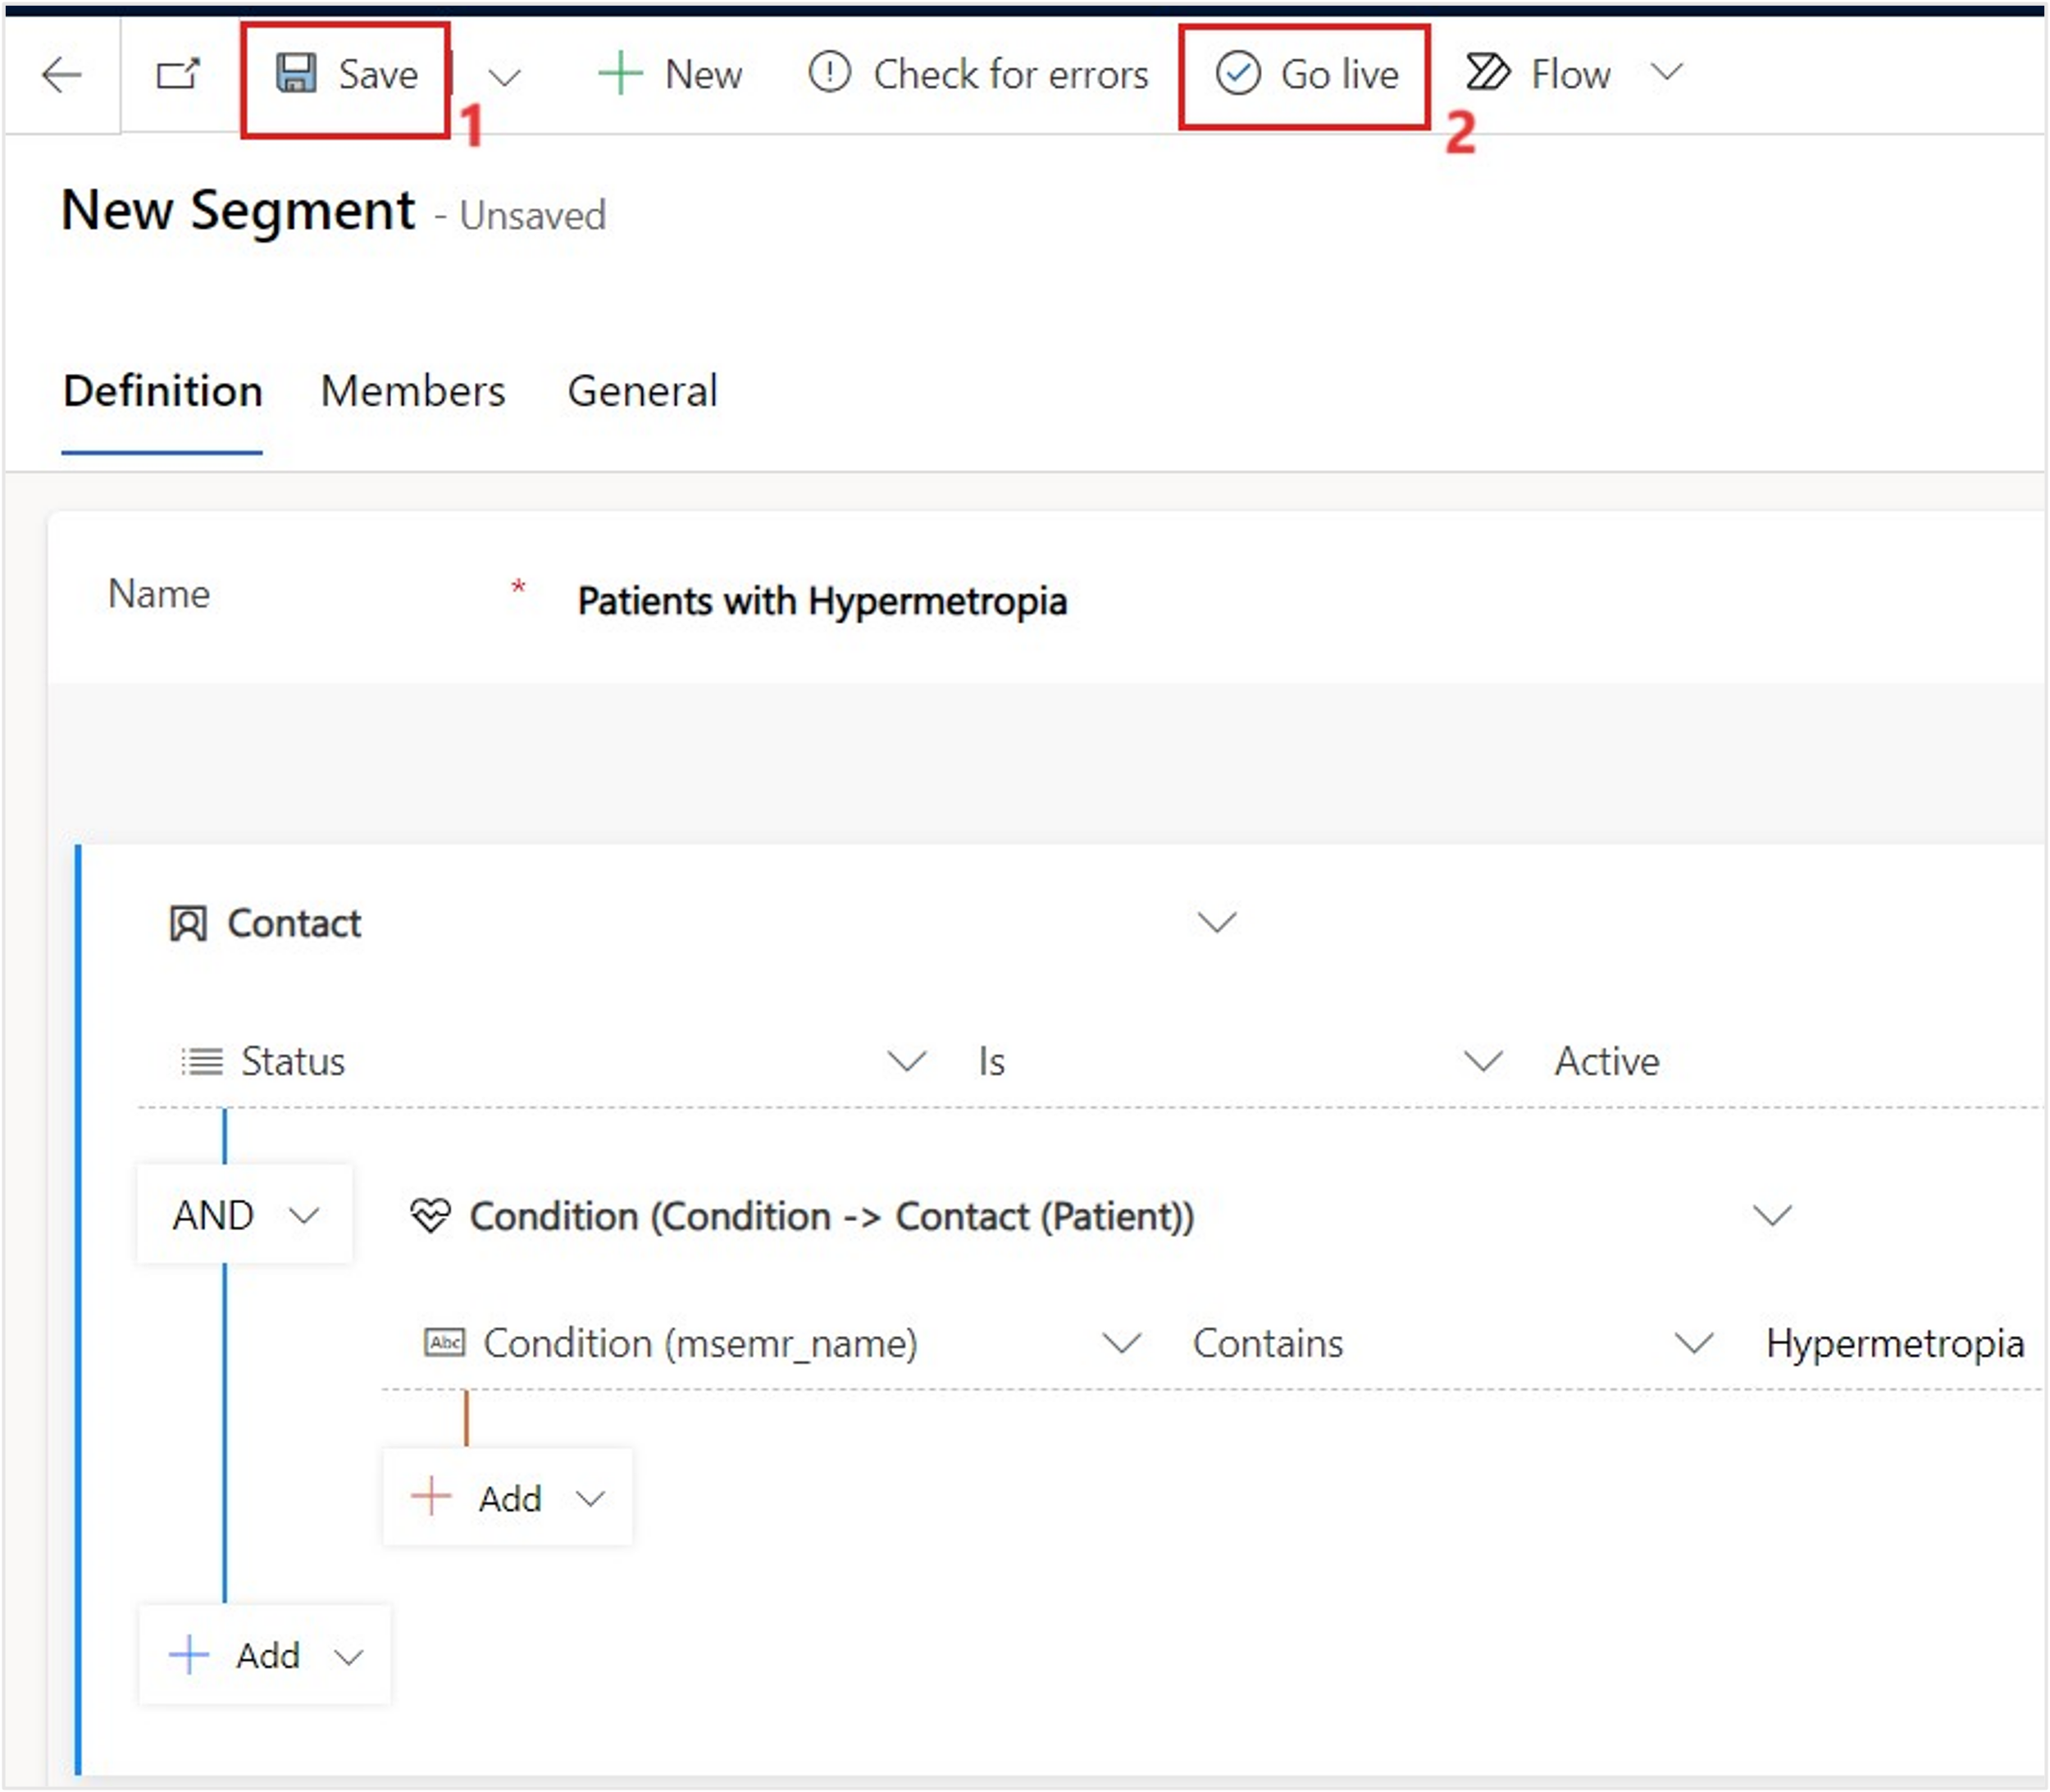 Save 1 New Check for errors Go live 2 Flow
New Segment - Unsaved
Definition Members General
Name * Patients with Hypermetropia
Contact
Status Is Active
AND Condition (Condition -> Contact (Patient))
Abc Condition (msemr_name) Contains Hypermetropia
Add
Add